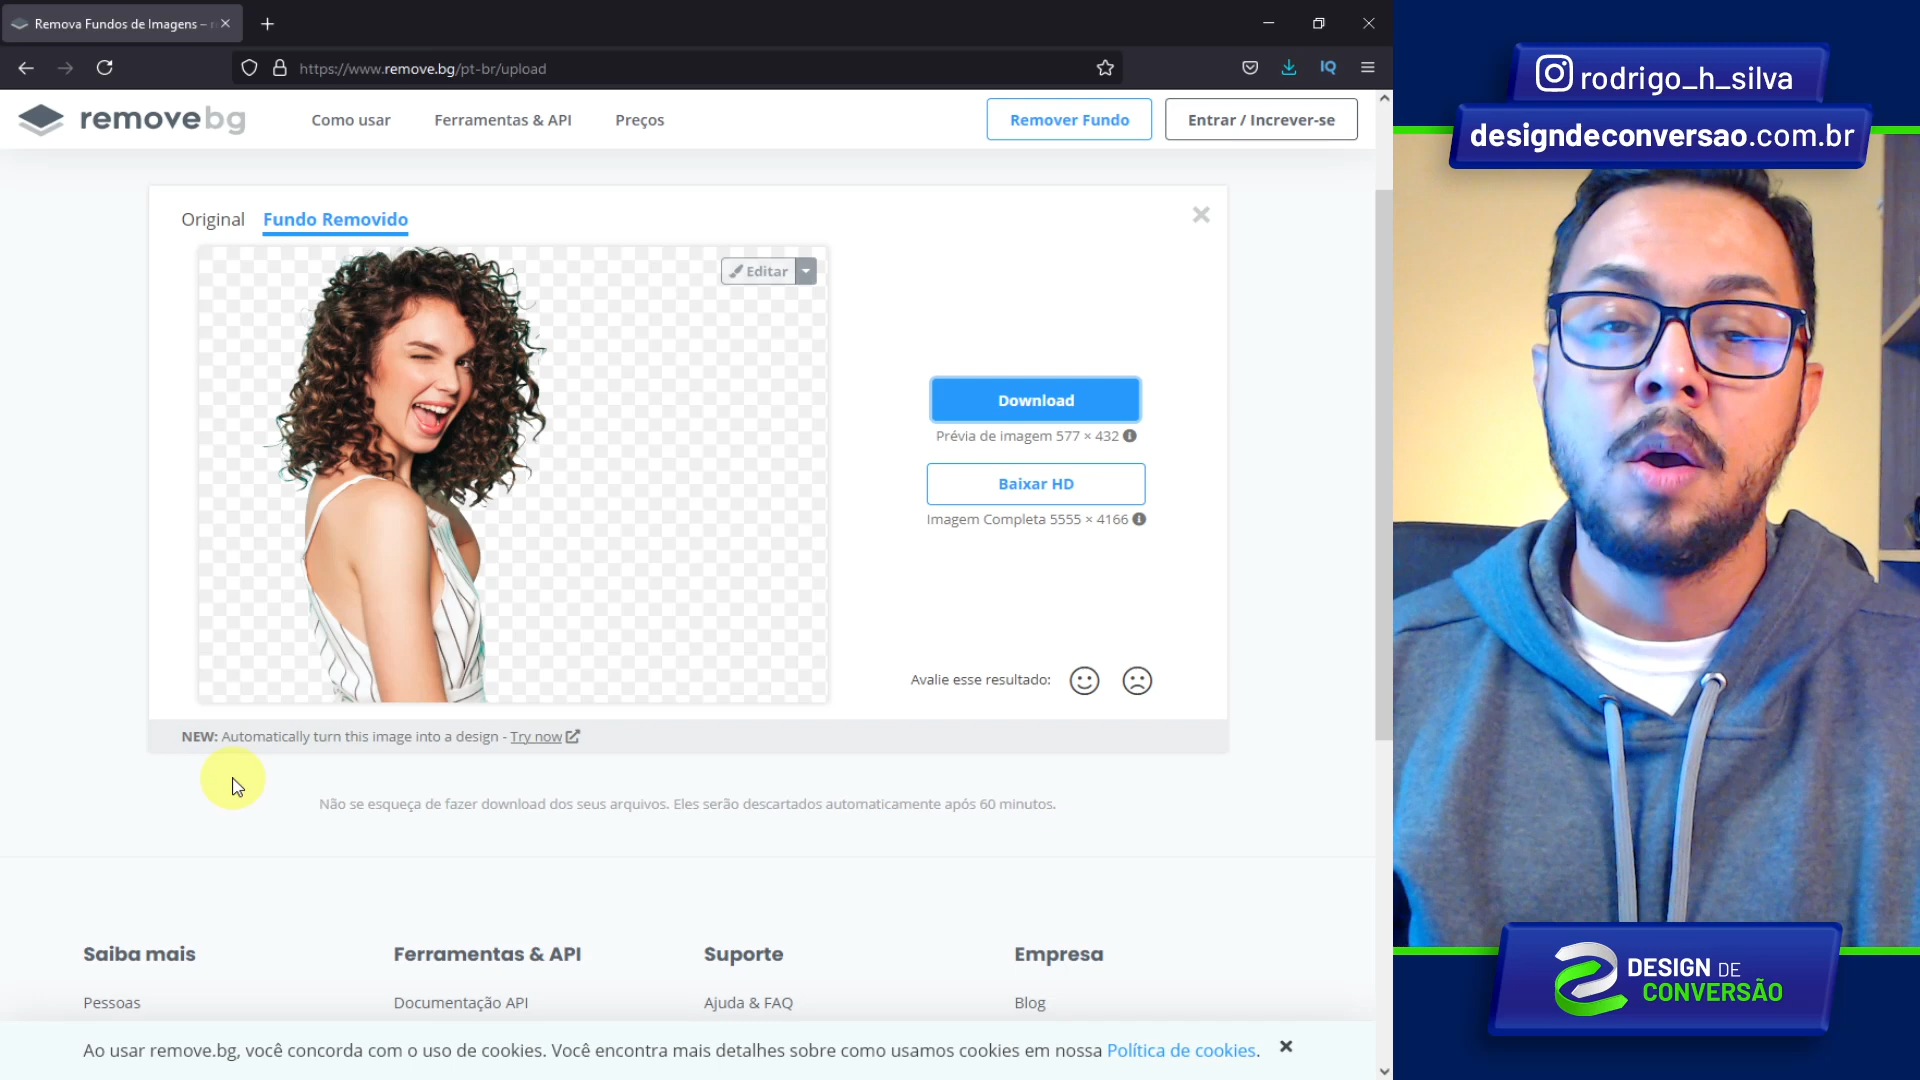 Remova Fundos de Imagens –
https://www.remove.bg/pt-br/upload
IQ
removebg
Como usar
Ferramentas & API
Preços
Remover Fundo
Entrar / Increver-se
Original
Fundo Removido
Editar
Download
Prévia de imagem 577 × 432
Baixar HD
Imagem Completa 5555 × 4166
Avalie esse resultado:
NEW: Automatically turn this image into a design - Try now
Não se esqueça de fazer download dos seus arquivos. Eles serão descartados automaticamente após 60 minutos.
Saiba mais
Ferramentas & API
Suporte
Empresa
Pessoas
Documentação API
Ajuda & FAQ
Blog
Ao usar remove.bg, você concorda com o uso de cookies. Você encontra mais detalhes sobre como usamos cookies em nossa Política de cookies.
rodrigo_h_silva
designdeconversao.com.br
DESIGN DE
CONVERSÃO